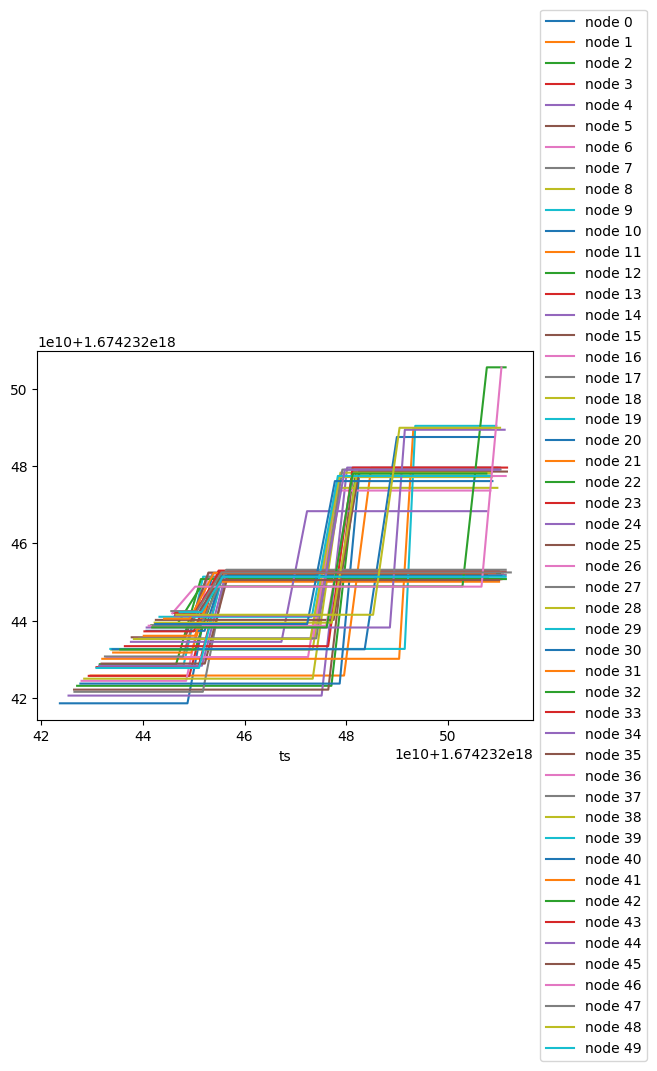 1e10+1.674232e18
50
48
46
44
42
42 44 46 48 50
ts
1e10+1.674232e18
node 0
node 1
node 2
node 3
node 4
node 5
node 6
node 7
node 8
node 9
node 10
node 11
node 12
node 13
node 14
node 15
node 16
node 17
node 18
node 19
node 20
node 21
node 22
node 23
node 24
node 25
node 26
node 27
node 28
node 29
node 30
node 31
node 32
node 33
node 34
node 35
node 36
node 37
node 38
node 39
node 40
node 41
node 42
node 43
node 44
node 45
node 46
node 47
node 48
node 49